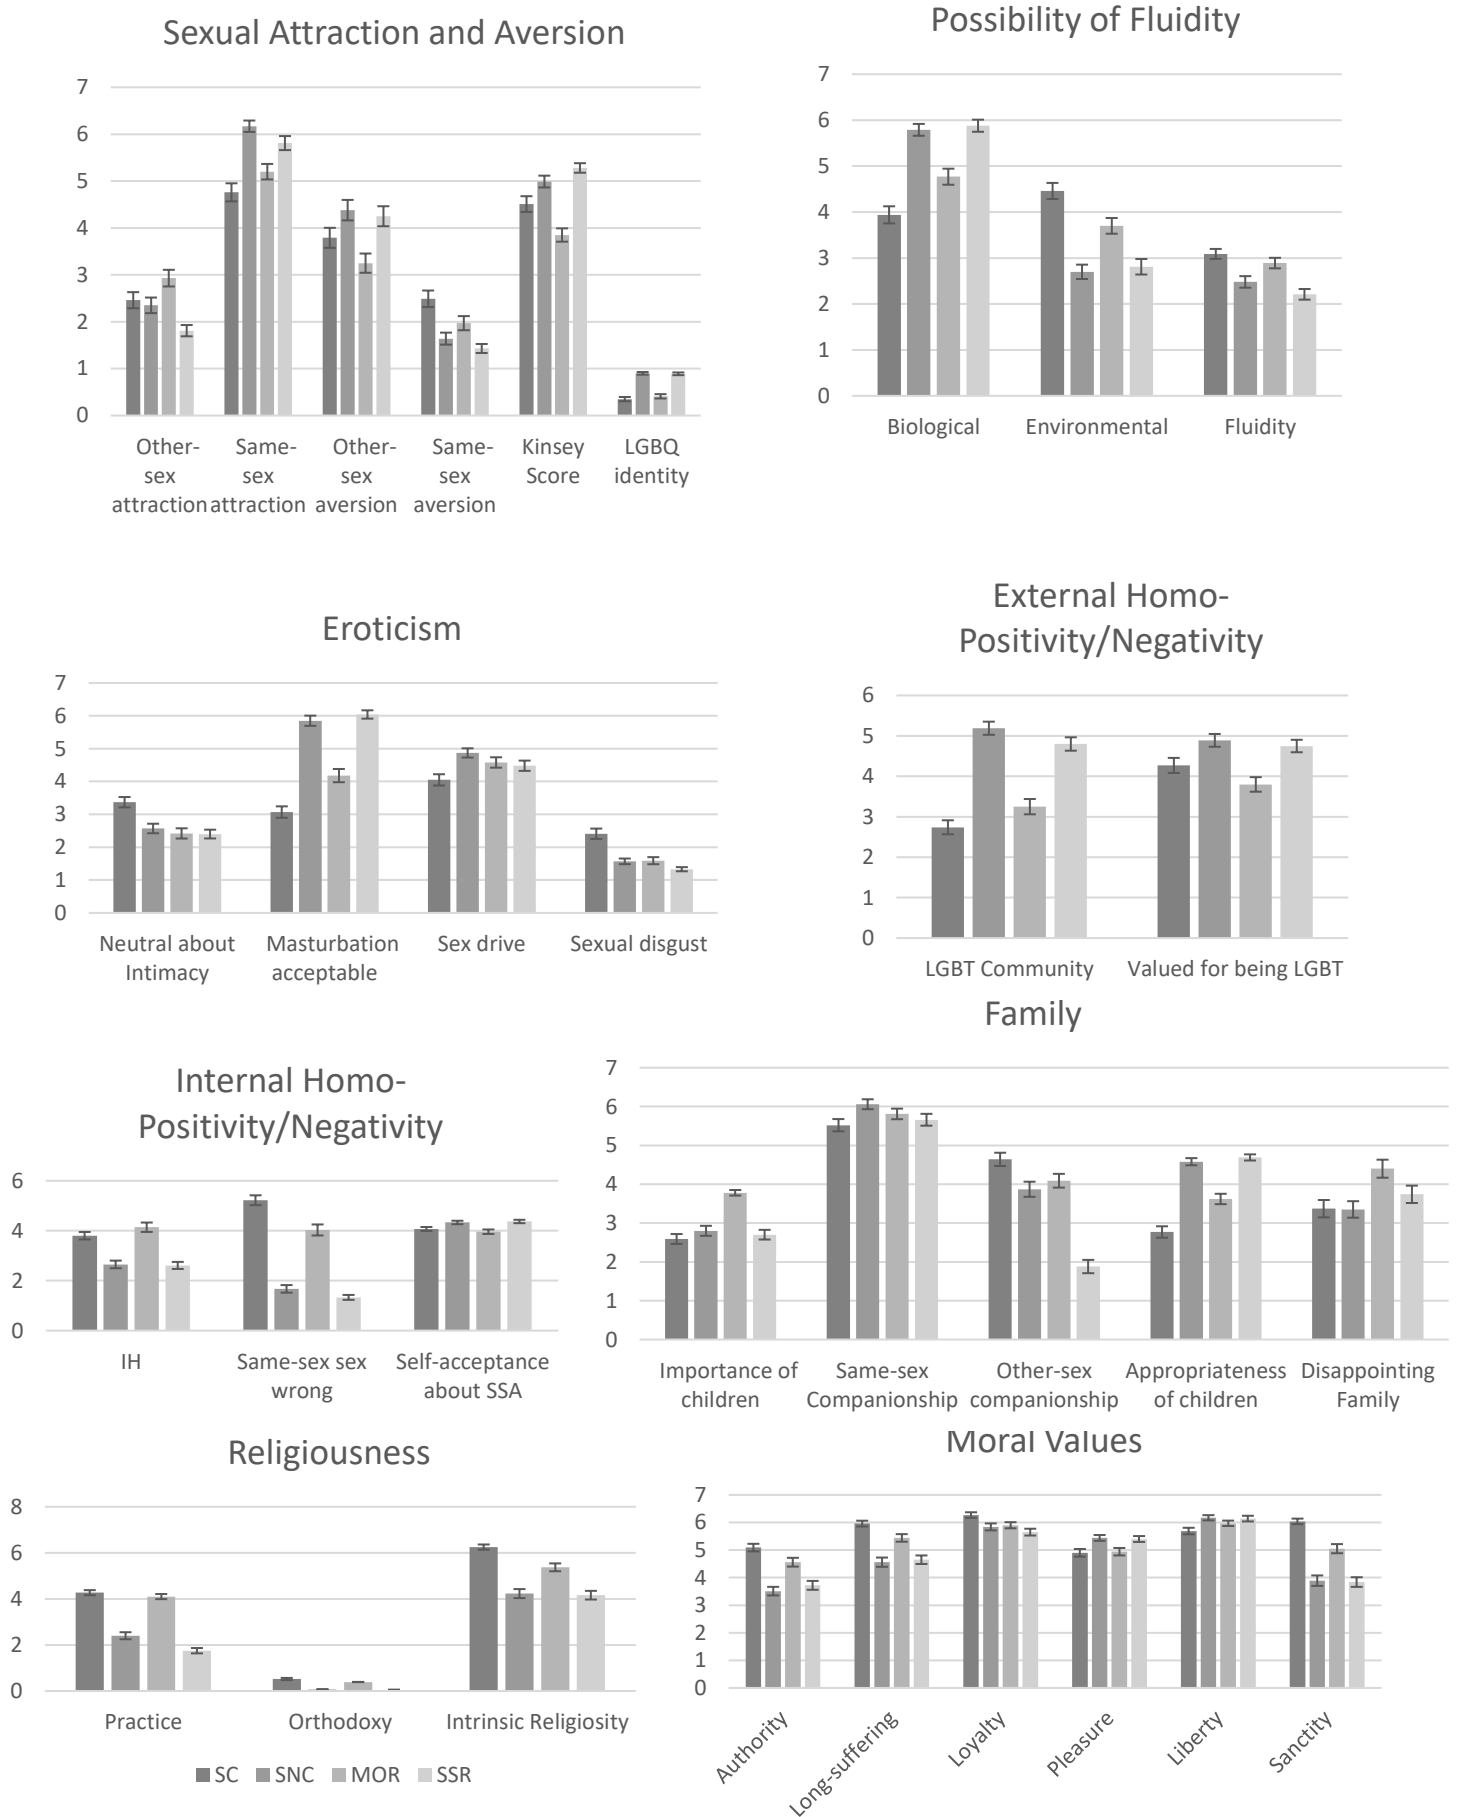 Sexual Attraction and Aversion
7
6
5
4
3
2
1
0
Other-
sex
attraction
Same-
sex
attraction
Other-
sex
aversion
Same-
sex
aversion
Kinsey
Score
LGBQ
identity
Possibility of Fluidity
7
6
5
4
3
2
1
0
Biological
Environmental
Fluidity
Eroticism
7
6
5
4
3
2
1
0
Neutral about
Intimacy
Masturbation
acceptable
Sex drive
Sexual disgust
External Homo-
Positivity/Negativity
6
5
4
3
2
1
0
LGBT Community
Valued for being LGBT
Internal Homo-
Positivity/Negativity
6
4
2
0
IH
Same-sex sex
wrong
Self-acceptance
about SSA
Family
7
6
5
4
3
2
1
0
Importance of
children
Same-sex
Companionship
Other-sex
companionship
Appropriateness
of children
Disappointing
Family
Religiousness
8
6
4
2
0
Practice
Orthodoxy
Intrinsic Religiosity
SC SNC MOR SSR
Moral Values
7
6
5
4
3
2
1
0
Authority
Long-suffering
Loyalty
Pleasure
Liberty
Sanctity